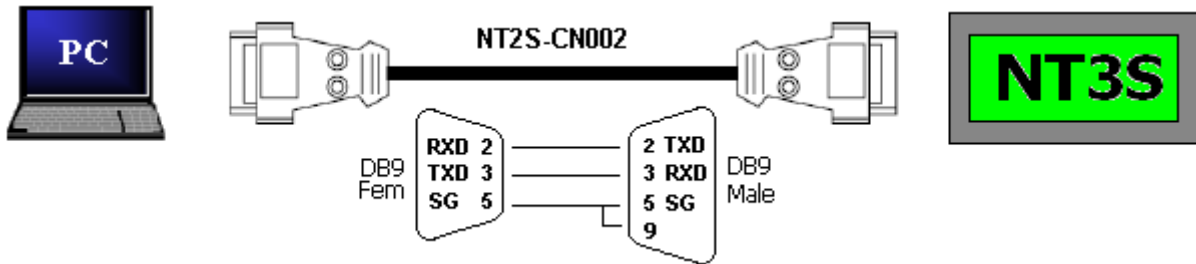 PC
NT2S-CN002
NT3S
DB9
Fem
RXD 2
TXD 3
SG 5
2 TXD
3 RXD
5 SG
9
DB9
Male